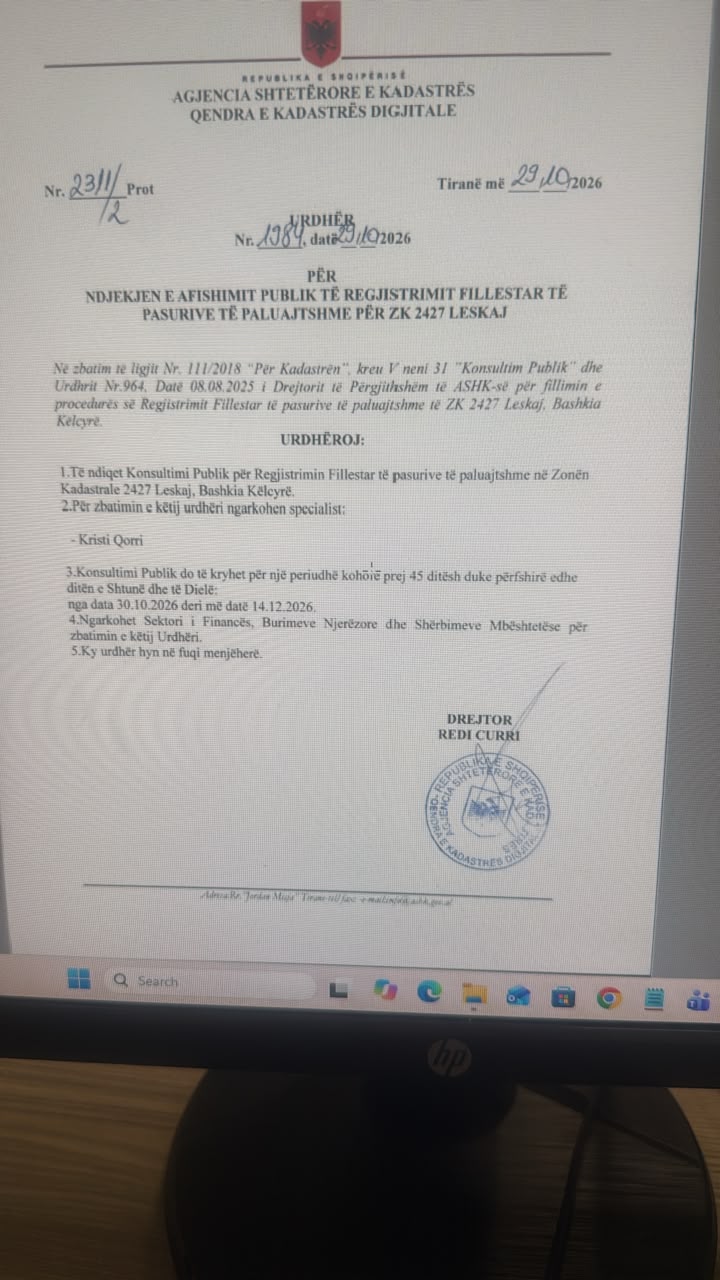 REPUBLIKA E SHQIPËRISË
AGJENCIA SHTETËRORE E KADASTRËS
QENDRA E KADASTRËS DIGJITALE
Nr. 2311/2 Prot
Tiranë më 29.10.2026
URDHËR
Nr. 1984, datë 29.10.2026
PËR
NDJEKJEN E AFISHIMIT PUBLIK TË REGJISTRIMIT FILLESTAR TË
PASURIVE TË PALUAJTSHME PËR ZK 2427 LESKAJ
Në zbatim të ligjit Nr. 111/2018 "Për Kadastrën", kreu V neni 31 "Konsultim Publik" dhe
Urdhrit Nr.964, Datë 08.08.2025 i Drejtorit të Përgjithshëm të ASHK-së për fillimin e
procedurës së Regjistrimit Fillestar të pasurive të paluajtshme të ZK 2427 Leskaj, Bashkia
Këlcyrë.
URDHËROJ:
1.Të ndiqet Konsultimi Publik për Regjistrimin Fillestar të pasurive të paluajtshme në Zonën
Kadastrale 2427 Leskaj, Bashkia Këlcyrë.
2.Për zbatimin e këtij urdhëri ngarkohen specialist:
- Kristi Qorri
3.Konsultimi Publik do të kryhet për një periudhë kohore prej 45 ditësh duke përfshirë edhe
ditën e Shtunë dhe të Dielë:
nga data 30.10.2026 deri më datë 14.12.2026.
4.Ngarkohet Sektori i Financës, Burimeve Njerëzore dhe Shërbimeve Mbështetëse për
zbatimin e këtij Urdhëri.
5.Ky urdhër hyn në fuqi menjëherë.
DREJTOR
REDI CURRI
REPUBLIKA E SHQIPËRISË
AGJENCIA SHTETËRORE E KADASTRËS
QENDRA E KADASTRËS DIGJITALE
Adresa:Rr. "Jordan Misja" Tirane
Search
hp